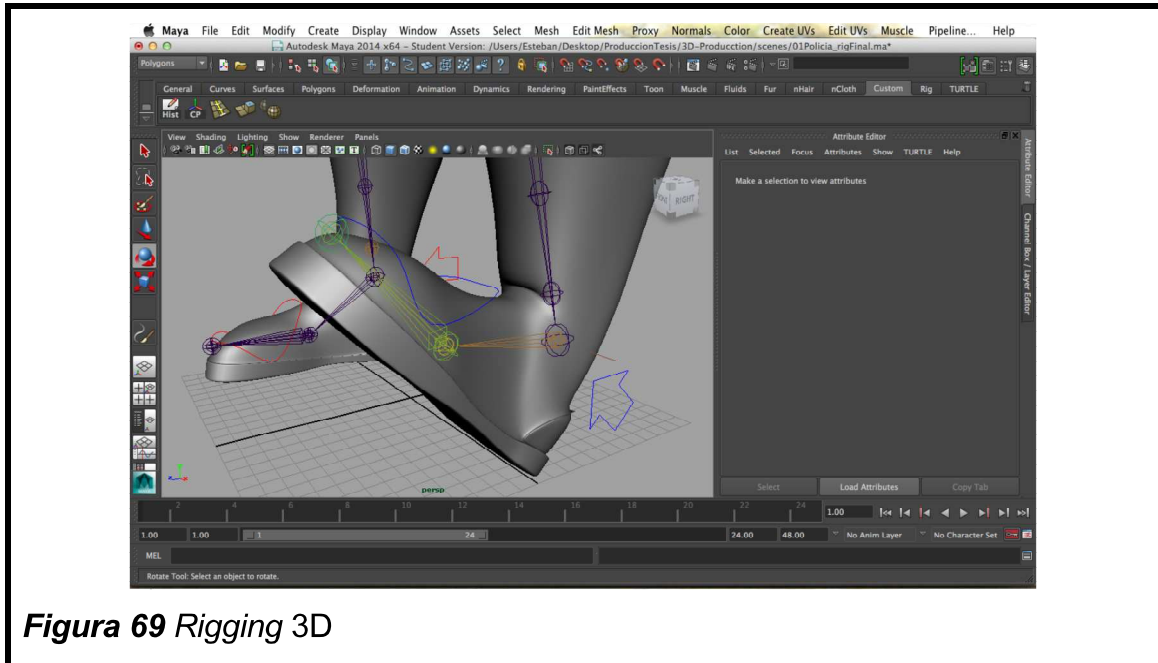 Maya File Edit Modify Create Display Window Assets Select Mesh Edit Mesh Proxy Normals Color Create UVs Edit UVs Muscle Pipeline... Help
Autodesk Maya 2014 x64 – Student Version: /Users/Esteban/Desktop/ProduccionTesis/3D-Producction/scenes/01Policia_rigFinal.ma*
Polygons
General Curves Surfaces Polygons Deformation Animation Dynamics Rendering PaintEffects Toon Muscle Fluids Fur nHair nCloth Custom Rig TURTLE
Hist CP
View Shading Lighting Show Renderer Panels
Attribute Editor
List Selected Focus Attributes Show TURTLE Help
Make a selection to view attributes
Attribute Editor
Channel Box / Layer Editor
RIGHT
persp
Select Load Attributes Copy Tab
2 4 6 8 10 12 14 16 18 20 22 24 1.00
1.00 1.00 1 24 24.00 48.00 No Anim Layer No Character Set
MEL
Rotate Tool: Select an object to rotate.
Figura 69 Rigging 3D